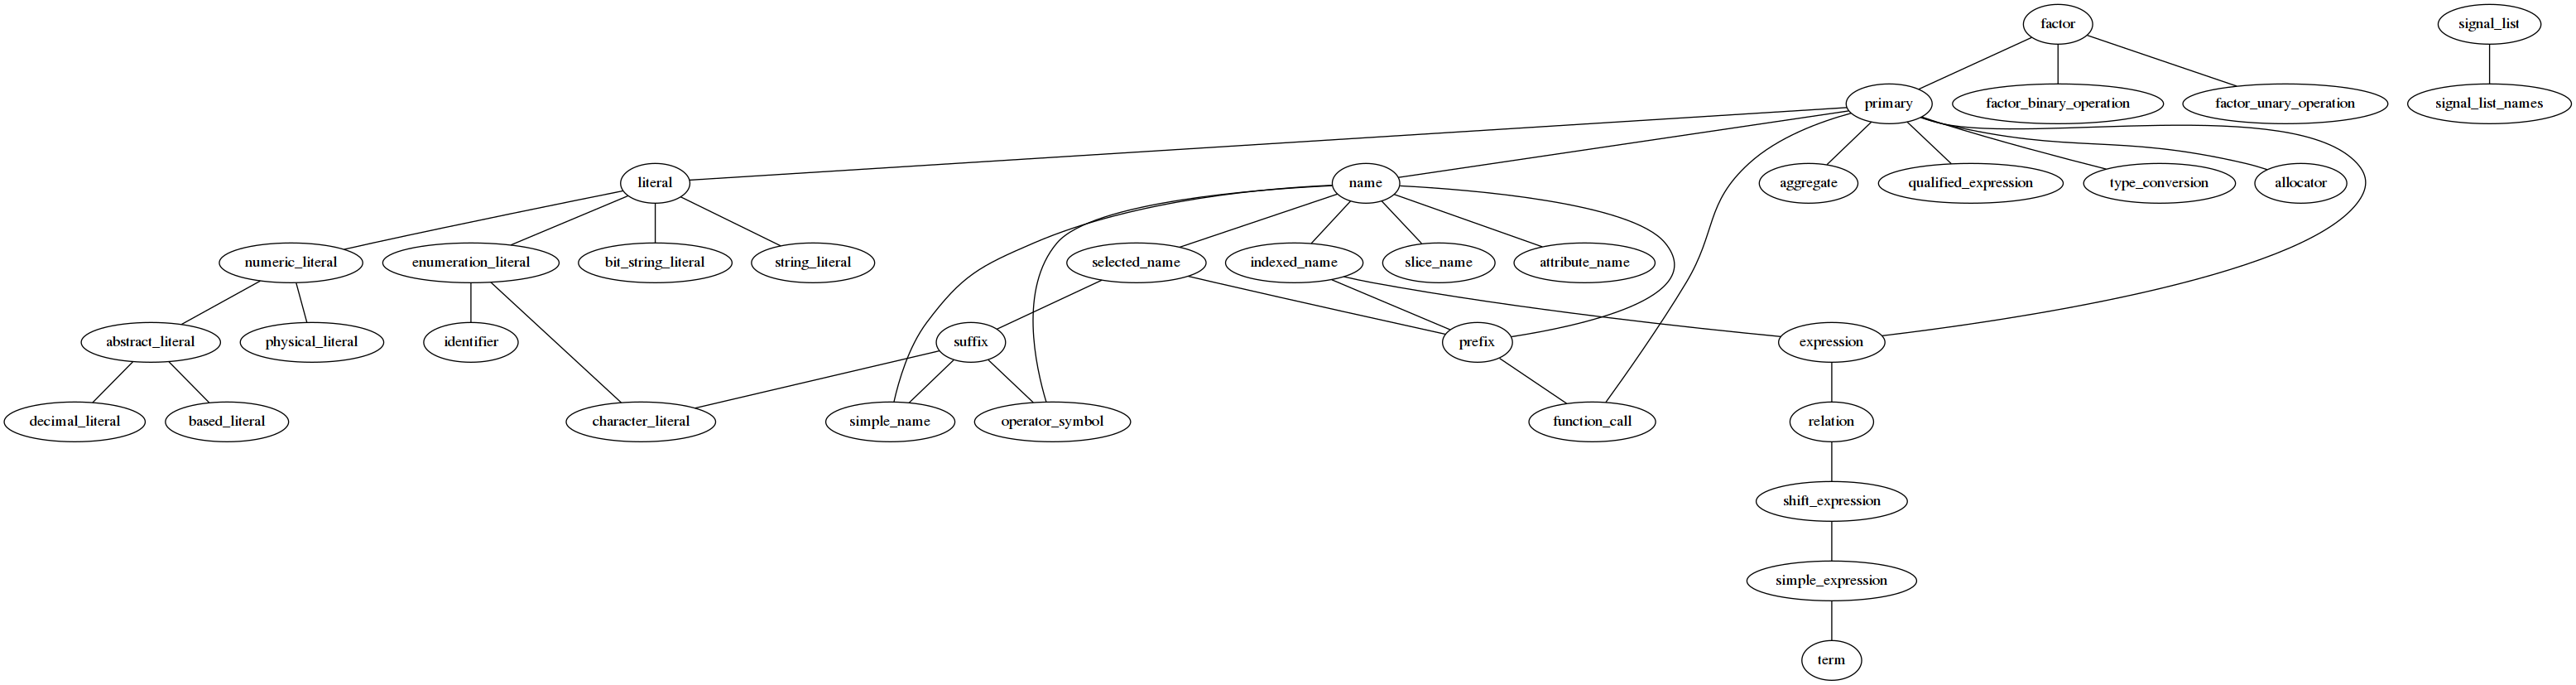 factor
signal_list
primary
factor_binary_operation
factor_unary_operation
signal_list_names
literal
name
aggregate
qualified_expression
type_conversion
allocator
numeric_literal
enumeration_literal
bit_string_literal
string_literal
selected_name
indexed_name
slice_name
attribute_name
abstract_literal
physical_literal
identifier
suffix
prefix
expression
decimal_literal
based_literal
character_literal
simple_name
operator_symbol
function_call
relation
shift_expression
simple_expression
term